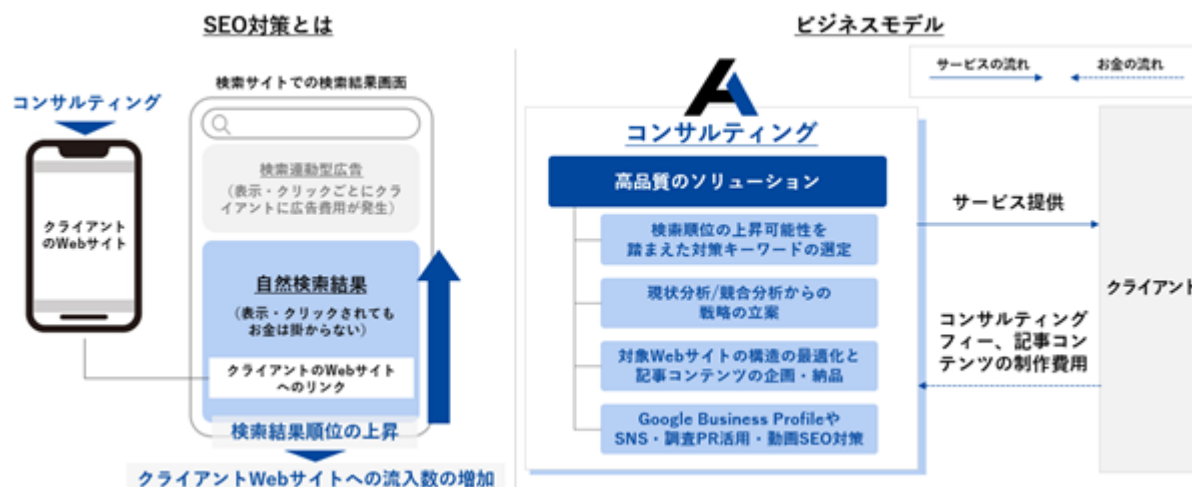 SEO対策とは
検索サイトでの検索結果画面
コンサルティング
クライアント
のWebサイト
検索連動型広告
(表示・クリックごとにクラ
イアントに広告費用が発生)
自然検索結果
(表示・クリックされても
お金は掛からない)
クライアントのWebサイト
へのリンク
検索結果順位の上昇
クライアントWebサイトへの流入数の増加
ビジネスモデル
サービスの流れ
お金の流れ
コンサルティング
高品質のソリューション
検索順位の上昇可能性を
踏まえた対策キーワードの選定
現状分析/競合分析からの
戦略の立案
対象Webサイトの構造の最適化と
記事コンテンツの企画・納品
Google Business Profileや
SNS・調査PR活用・動画SEO対策
サービス提供
コンサルティング
フィー、記事コン
テンツの制作費用
クライアント